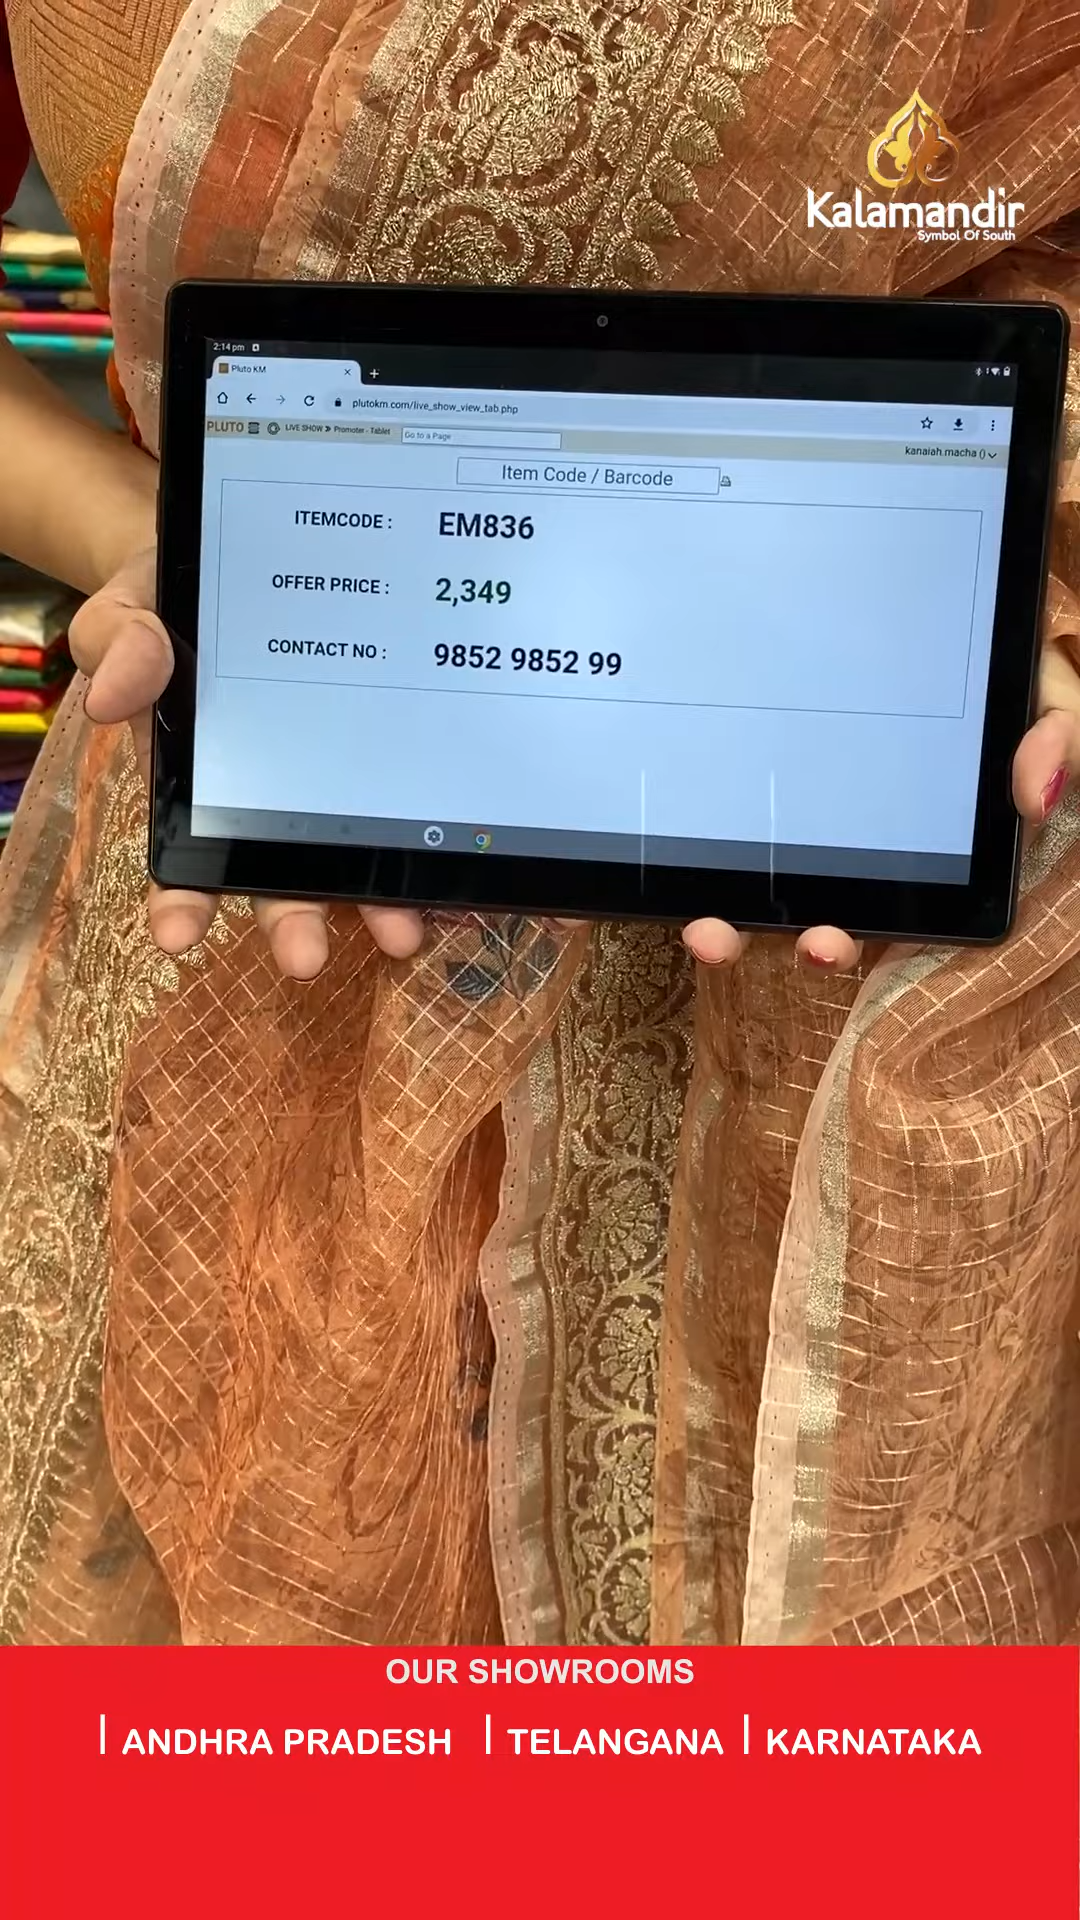 Kalamandir
Symbol Of South
2:14 pm
Pluto KM
plutokm.com/live_show_view_tab.php
PLUTO LIVE SHOW » Promoter - Tablet Go to a Page
kanaiah.macha ()
Item Code / Barcode
ITEMCODE : EM836
OFFER PRICE : 2,349
CONTACT NO : 9852 9852 99
OUR SHOWROOMS
ANDHRA PRADESH TELANGANA KARNATAKA